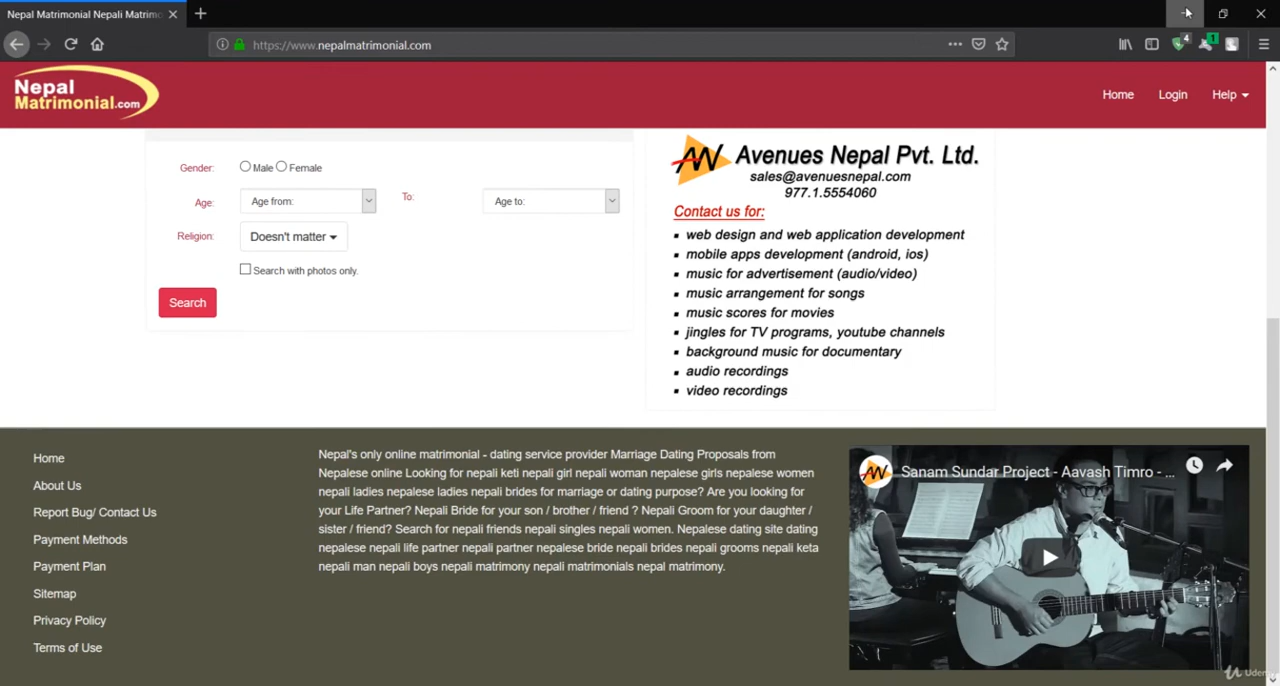 Nepal Matrimonial Nepali Matrimo
https://www.nepalmatrimonial.com
4
1
Nepal
Matrimonial.com
Home
Login
Help
Gender:
Male
Female
Age:
Age from:
To:
Age to:
Religion:
Doesn't matter
Search with photos only.
Search
AN Avenues Nepal Pvt. Ltd.
sales@avenuesnepal.com
977.1.5554060
Contact us for:
web design and web application development
mobile apps development (android, ios)
music for advertisement (audio/video)
music arrangement for songs
music scores for movies
jingles for TV programs, youtube channels
background music for documentary
audio recordings
video recordings
Home
About Us
Report Bug/ Contact Us
Payment Methods
Payment Plan
Sitemap
Privacy Policy
Terms of Use
Nepal's only online matrimonial - dating service provider Marriage Dating Proposals from
Nepalese online Looking for nepali keti nepali girl nepali woman nepalese girls nepalese women
nepali ladies nepalese ladies nepali brides for marriage or dating purpose? Are you looking for
your Life Partner? Nepali Bride for your son / brother / friend ? Nepali Groom for your daughter /
sister / friend? Search for nepali friends nepali singles nepali women. Nepalese dating site dating
nepalese nepali life partner nepali partner nepalese bride nepali brides nepali grooms nepali keta
nepali man nepali boys nepali matrimony nepali matrimonials nepal matrimony.
AN Sanam Sundar Project - Aavash Timro - ...
Udemy